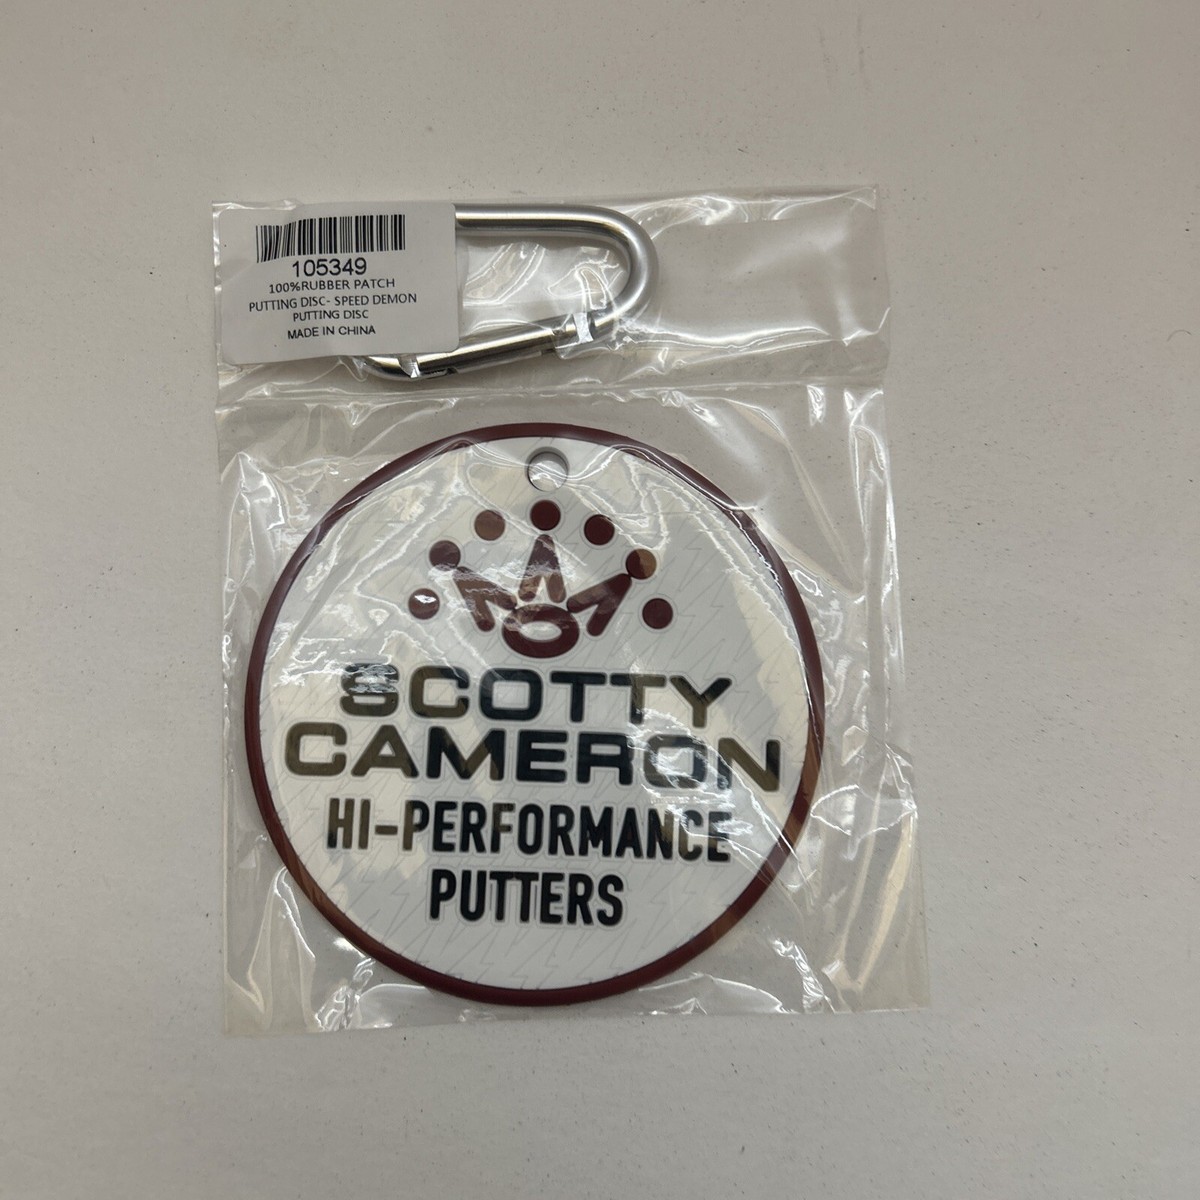 105349
100%RUBBER PATCH
PUTTING DISC- SPEED DEMON
PUTTING DISC
MADE IN CHINA
SCOTTY
CAMERON
HI-PERFORMANCE
PUTTERS